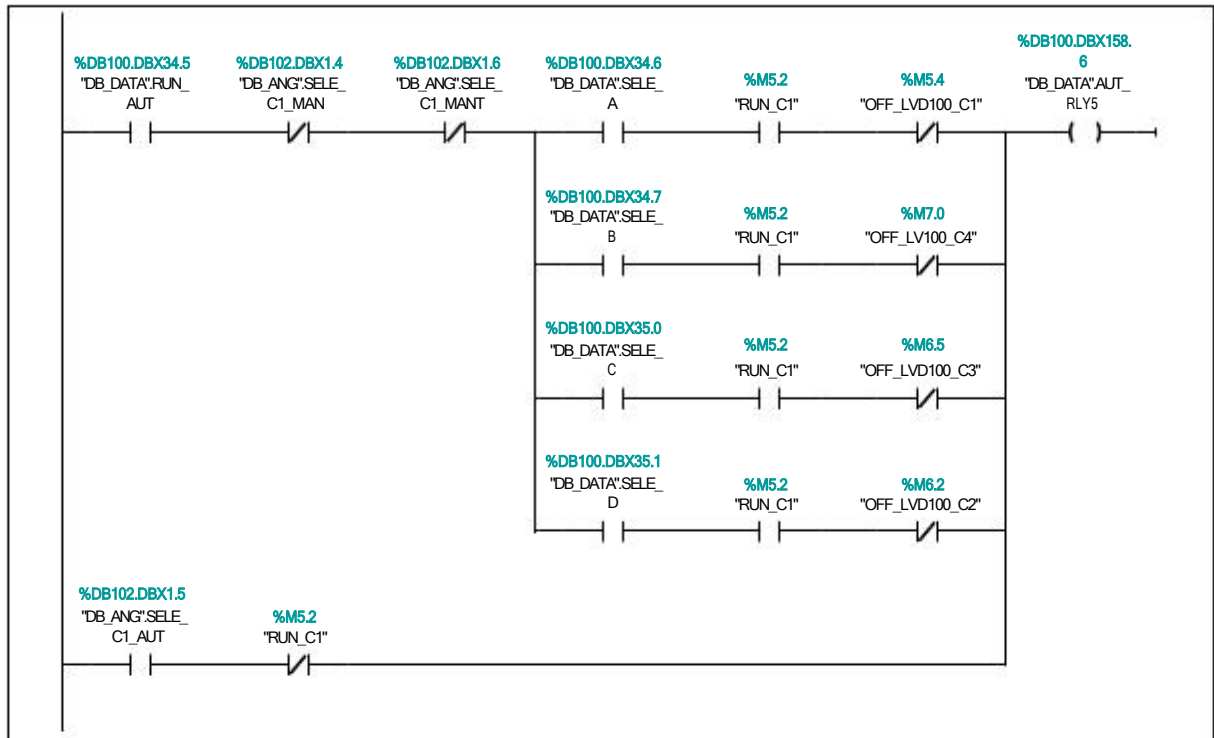 %DB100.DBX158.
6
"DB_DATA".AUT_
RLY5
%DB100.DBX34.5
"DB_DATA".RUN_
AUT
%DB102.DBX1.4
"DB_ANG".SELE_
C1_MAN
%DB102.DBX1.6
"DB_ANG".SELE_
C1_MANT
%DB100.DBX34.6
"DB_DATA".SELE_
A
%M5.2
"RUN_C1"
%M5.4
"OFF_LVD100_C1"
%DB100.DBX34.7
"DB_DATA".SELE_
B
%M5.2
"RUN_C1"
%M7.0
"OFF_LV100_C4"
%DB100.DBX35.0
"DB_DATA".SELE_
C
%M5.2
"RUN_C1"
%M6.5
"OFF_LVD100_C3"
%DB100.DBX35.1
"DB_DATA".SELE_
D
%M5.2
"RUN_C1"
%M6.2
"OFF_LVD100_C2"
%DB102.DBX1.5
"DB_ANG".SELE_
C1_AUT
%M5.2
"RUN_C1"